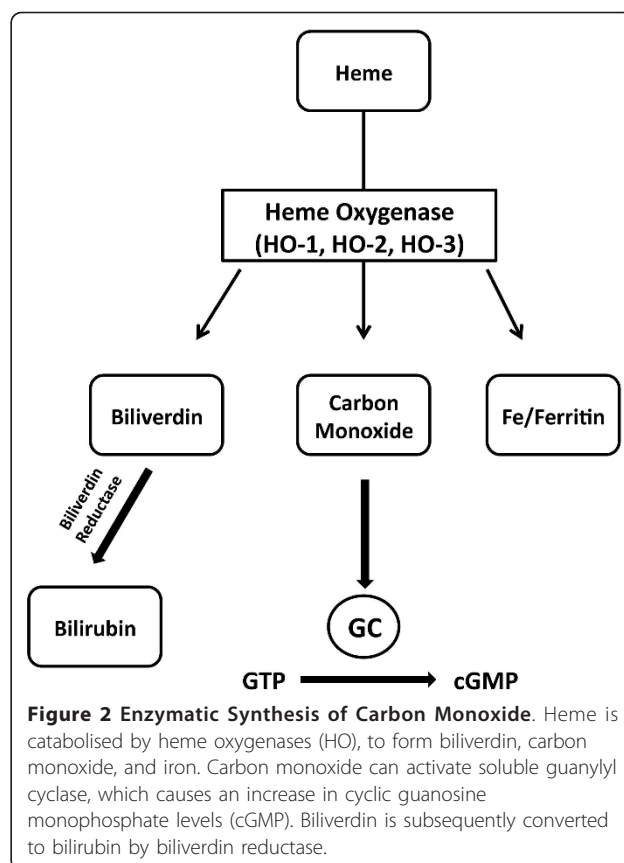 Heme
Heme Oxygenase
(HO-1, HO-2, HO-3)
Biliverdin
Carbon
Monoxide
Fe/Ferritin
Biliverdin
Reductase
Bilirubin
GC
GTP
cGMP
Figure 2 Enzymatic Synthesis of Carbon Monoxide. Heme is
catabolised by heme oxygenases (HO), to form biliverdin, carbon
monoxide, and iron. Carbon monoxide can activate soluble guanylyl
cyclase, which causes an increase in cyclic guanosine
monophosphate levels (cGMP). Biliverdin is subsequently converted
to bilirubin by biliverdin reductase.